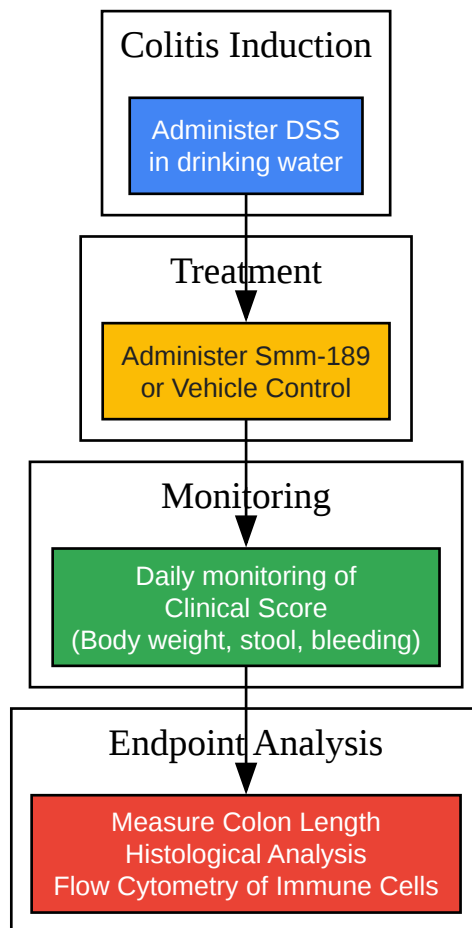 Colitis Induction
Administer DSS
in drinking water
Treatment
Administer Smm-189
or Vehicle Control
Monitoring
Daily monitoring of
Clinical Score
(Body weight, stool, bleeding)
Endpoint Analysis
Measure Colon Length
Histological Analysis
Flow Cytometry of Immune Cells